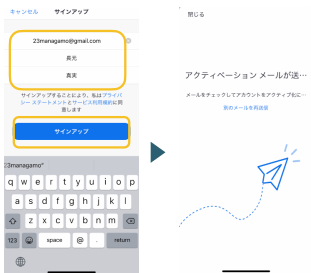 キャンセル
サインアップ
23managamo@gmail.com
長元
真実
サインアップすることにより、私はプライバ
シー ステートメントとサービス利用規約に同
意します
サインアップ
"23managamo"
q w e r t y u i o p
a s d f g h j k l
z x c v b n m
123
space
@
.
return
閉じる
アクティベーション メールが送…
メールをチェックしてアカウントをアクティブ化に…
別のメールを再送信